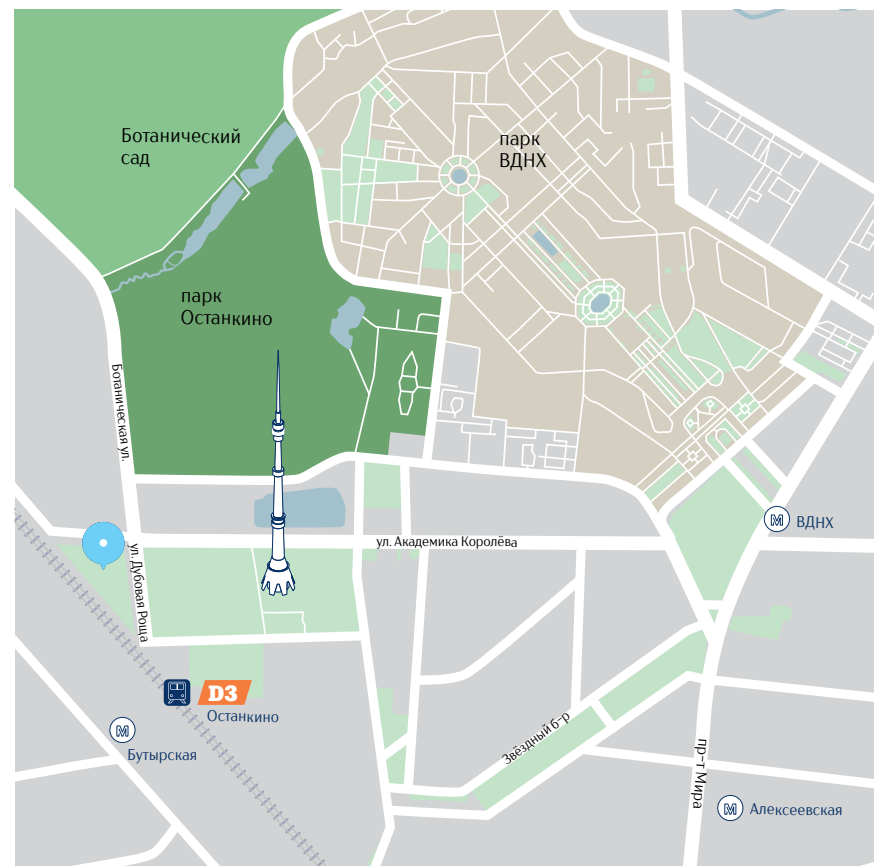 Ботанический
сад
парк
ВДНХ
парк
Останкино
Ботаническая ул.
М
ВДНХ
ул. Академика Королёва
ул. Дубовая Роща
D3
Останкино
М
Бутырская
Звёздный б-р
пр-т Мира
М
Алексеевская